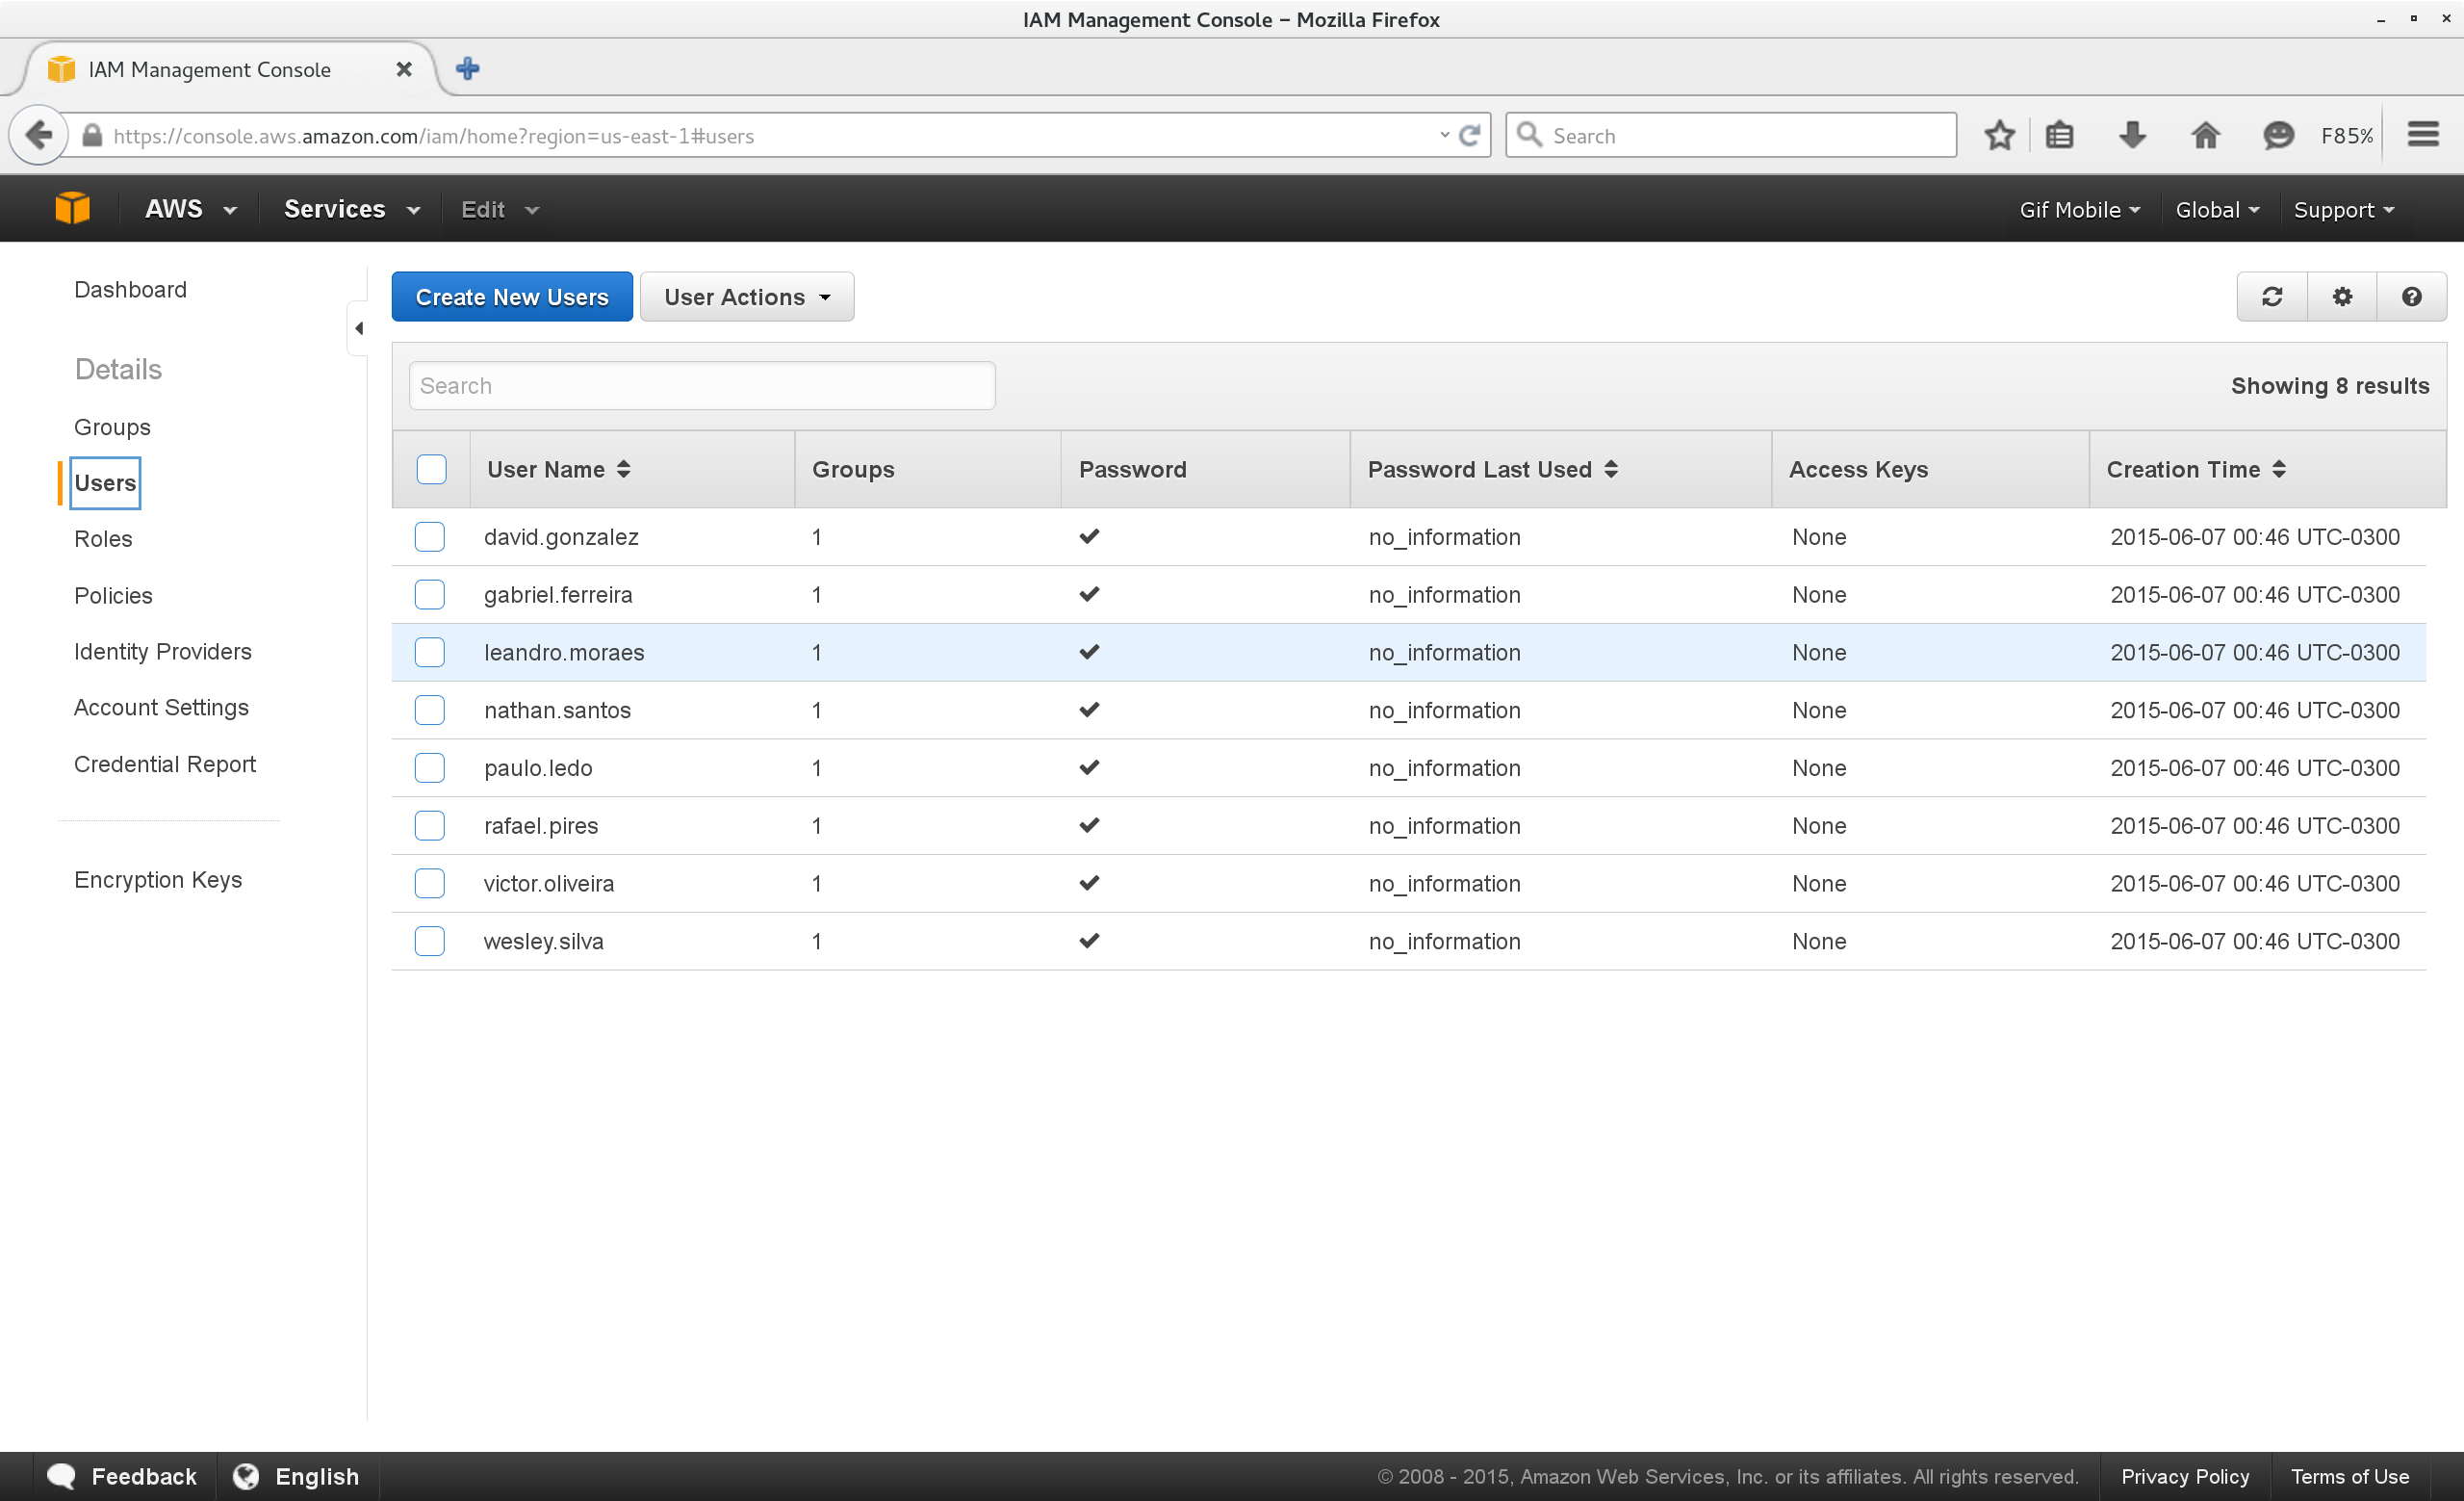 IAM Management Console – Mozilla Firefox
IAM Management Console
https://console.aws.amazon.com/iam/home?region=us-east-1#users
Search
F85%
AWS Services Edit Gif Mobile Global Support
Dashboard
Details
Groups
Users
Roles
Policies
Identity Providers
Account Settings
Credential Report
Encryption Keys
Create New Users User Actions
Search Showing 8 results
User Name Groups Password Password Last Used Access Keys Creation Time
david.gonzalez 1 ✔ no_information None 2015-06-07 00:46 UTC-0300
gabriel.ferreira 1 ✔ no_information None 2015-06-07 00:46 UTC-0300
leandro.moraes 1 ✔ no_information None 2015-06-07 00:46 UTC-0300
nathan.santos 1 ✔ no_information None 2015-06-07 00:46 UTC-0300
paulo.ledo 1 ✔ no_information None 2015-06-07 00:46 UTC-0300
rafael.pires 1 ✔ no_information None 2015-06-07 00:46 UTC-0300
victor.oliveira 1 ✔ no_information None 2015-06-07 00:46 UTC-0300
wesley.silva 1 ✔ no_information None 2015-06-07 00:46 UTC-0300
Feedback English © 2008 - 2015, Amazon Web Services, Inc. or its affiliates. All rights reserved. Privacy Policy Terms of Use